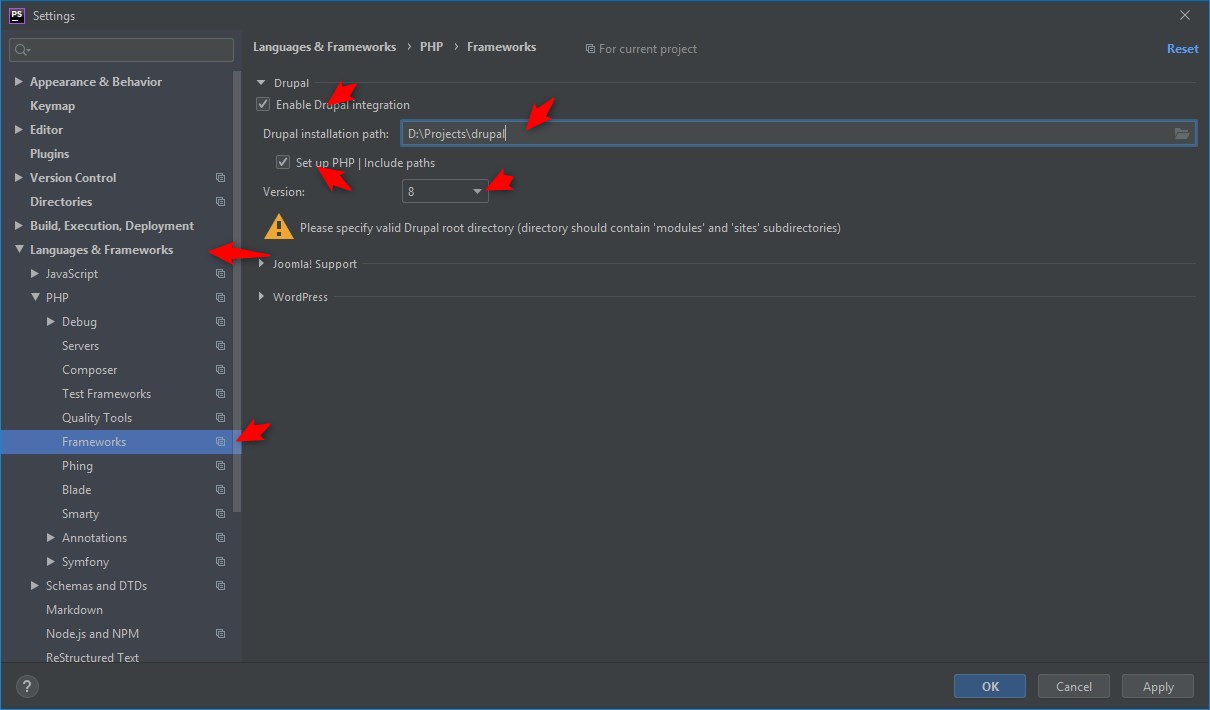 PS Settings
Languages & Frameworks › PHP › Frameworks For current project Reset
Appearance & Behavior
Keymap
Editor
Plugins
Version Control
Directories
Build, Execution, Deployment
Languages & Frameworks
JavaScript
PHP
Debug
Servers
Composer
Test Frameworks
Quality Tools
Frameworks
Phing
Blade
Smarty
Annotations
Symfony
Schemas and DTDs
Markdown
Node.js and NPM
ReStructured Text
Drupal
Enable Drupal integration
Drupal installation path: D:\Projects\drupal
Set up PHP | Include paths
Version: 8
Please specify valid Drupal root directory (directory should contain 'modules' and 'sites' subdirectories)
Joomla! Support
WordPress
? OK Cancel Apply